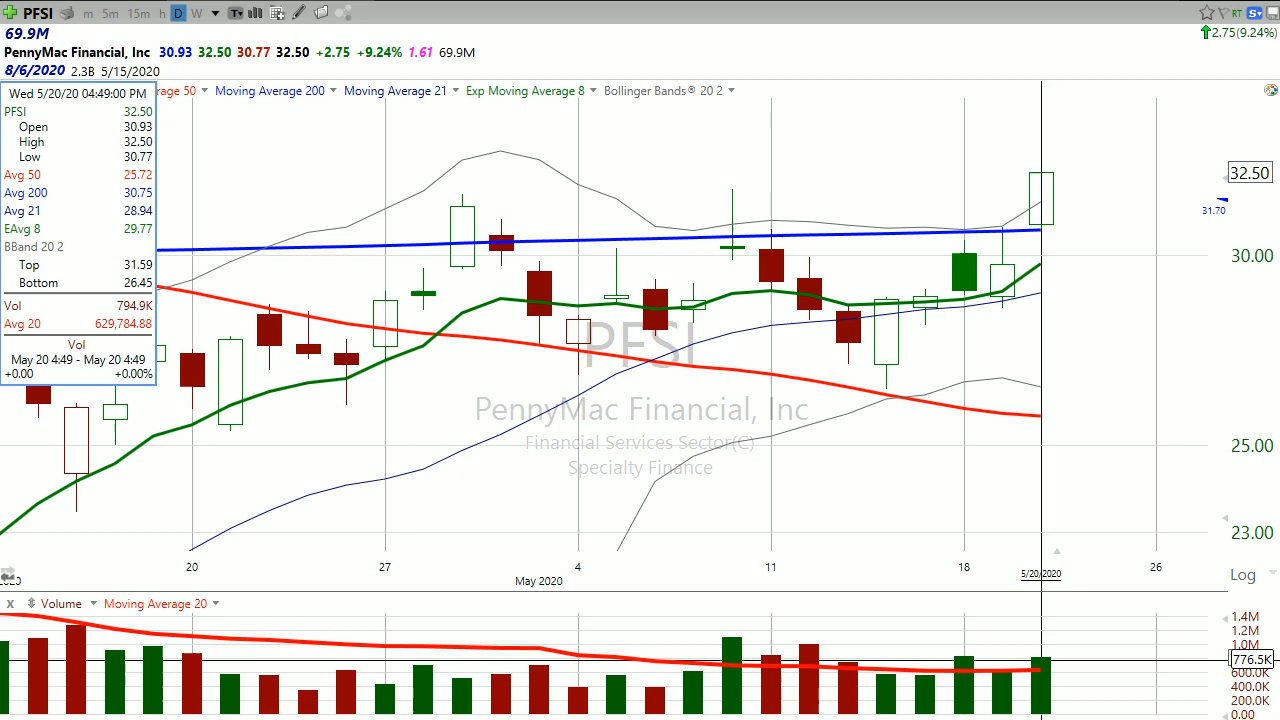 PFSI m 5m 15m h D W T RT S
69.9M 2.75(9.24%)
PennyMac Financial, Inc 30.93 32.50 30.77 32.50 +2.75 +9.24% 1.61 69.9M
8/6/2020 2.3B 5/15/2020
rage 50 Moving Average 200 Moving Average 21 Exp Moving Average 8 Bollinger Bands® 20 2
Wed 5/20/20 04:49:00 PM
PFSI 32.50
Open 30.93
High 32.50
Low 30.77
Avg 50 25.72
Avg 200 30.75
Avg 21 28.94
EAvg 8 29.77
BBand 20 2
Top 31.59
Bottom 26.45
Vol 794.9K
Avg 20 629,784.88
Vol
May 20 4:49 - May 20 4:49
+0.00 +0.00%
32.50
31.70
30.00
25.00
23.00
Log
PFSI
PennyMac Financial, Inc
Financial Services Sector(C)
Specialty Finance
20 27 4 11 18 26
2020 May 2020 5/20/2020
x Volume Moving Average 20
1.4M
1.2M
776.5K
600.0K
400.0K
200.0K
0.00